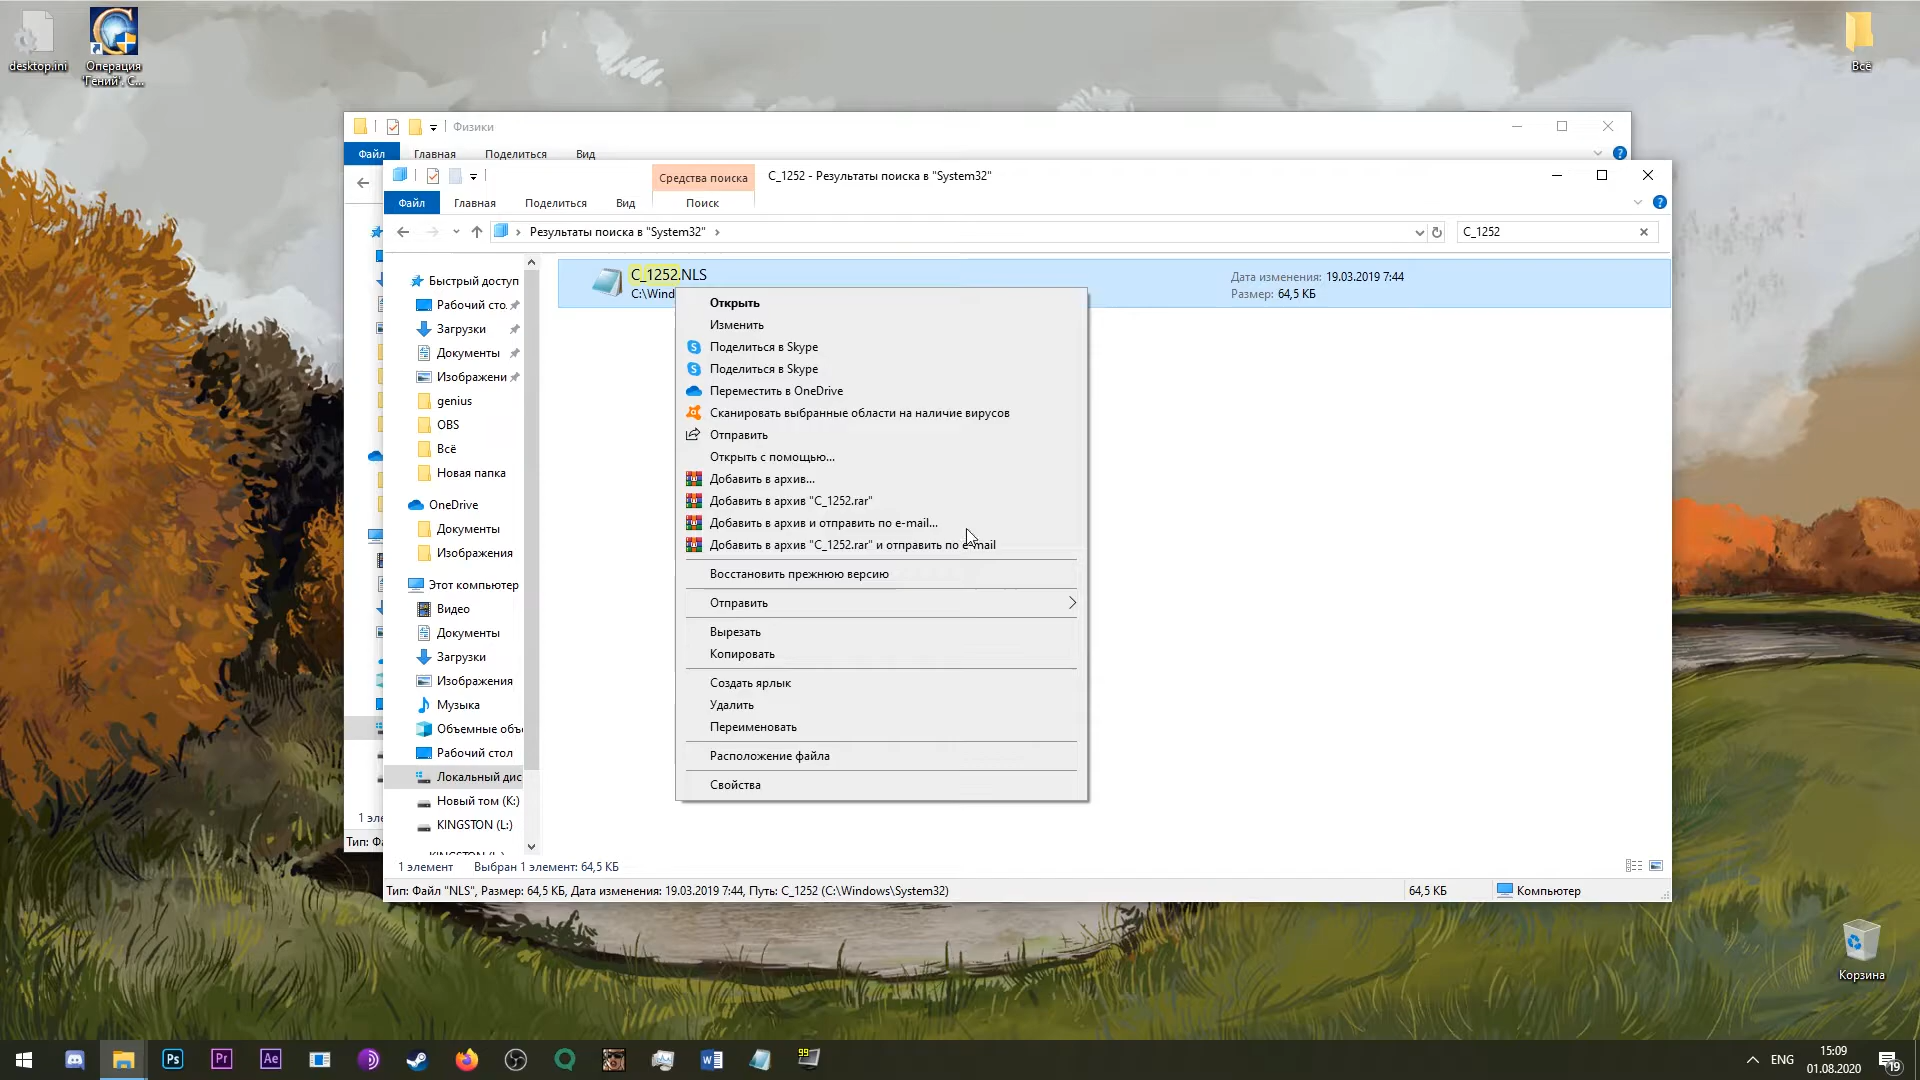 desktop.ini
Операция
"Гений". С...
Всё
Физики
Файл
Главная
Поделиться
Вид
Средства поиска
C_1252 - Результаты поиска в "System32"
Файл
Главная
Поделиться
Вид
Поиск
Результаты поиска в "System32"
C_1252
Быстрый доступ
Рабочий сто.
Загрузки
Документы
Изображени
genius
OBS
Всё
Новая папка
OneDrive
Документы
Изображения
Этот компьютер
Видео
Документы
Загрузки
Изображения
Музыка
Объемные объ
Рабочий стол
Локальный дис
Новый том (K:)
KINGSTON (L:)
C_1252.NLS
C:\Wind
Дата изменения: 19.03.2019 7:44
Размер: 64,5 КБ
Открыть
Изменить
Поделиться в Skype
Поделиться в Skype
Переместить в OneDrive
Сканировать выбранные области на наличие вирусов
Отправить
Открыть с помощью...
Добавить в архив...
Добавить в архив "C_1252.rar"
Добавить в архив и отправить по e-mail...
Добавить в архив "C_1252.rar" и отправить по e-mail
Восстановить прежнюю версию
Отправить
Вырезать
Копировать
Создать ярлык
Удалить
Переименовать
Расположение файла
Свойства
1 эле
Тип: Фа
1 элемент
Выбран 1 элемент: 64,5 КБ
Тип: Файл "NLS", Размер: 64,5 КБ, Дата изменения: 19.03.2019 7:44, Путь: C_1252 (C:\Windows\System32)
64,5 КБ
Компьютер
Корзина
Ps
Pr
Ae
99
ENG
15:09
01.08.2020
19